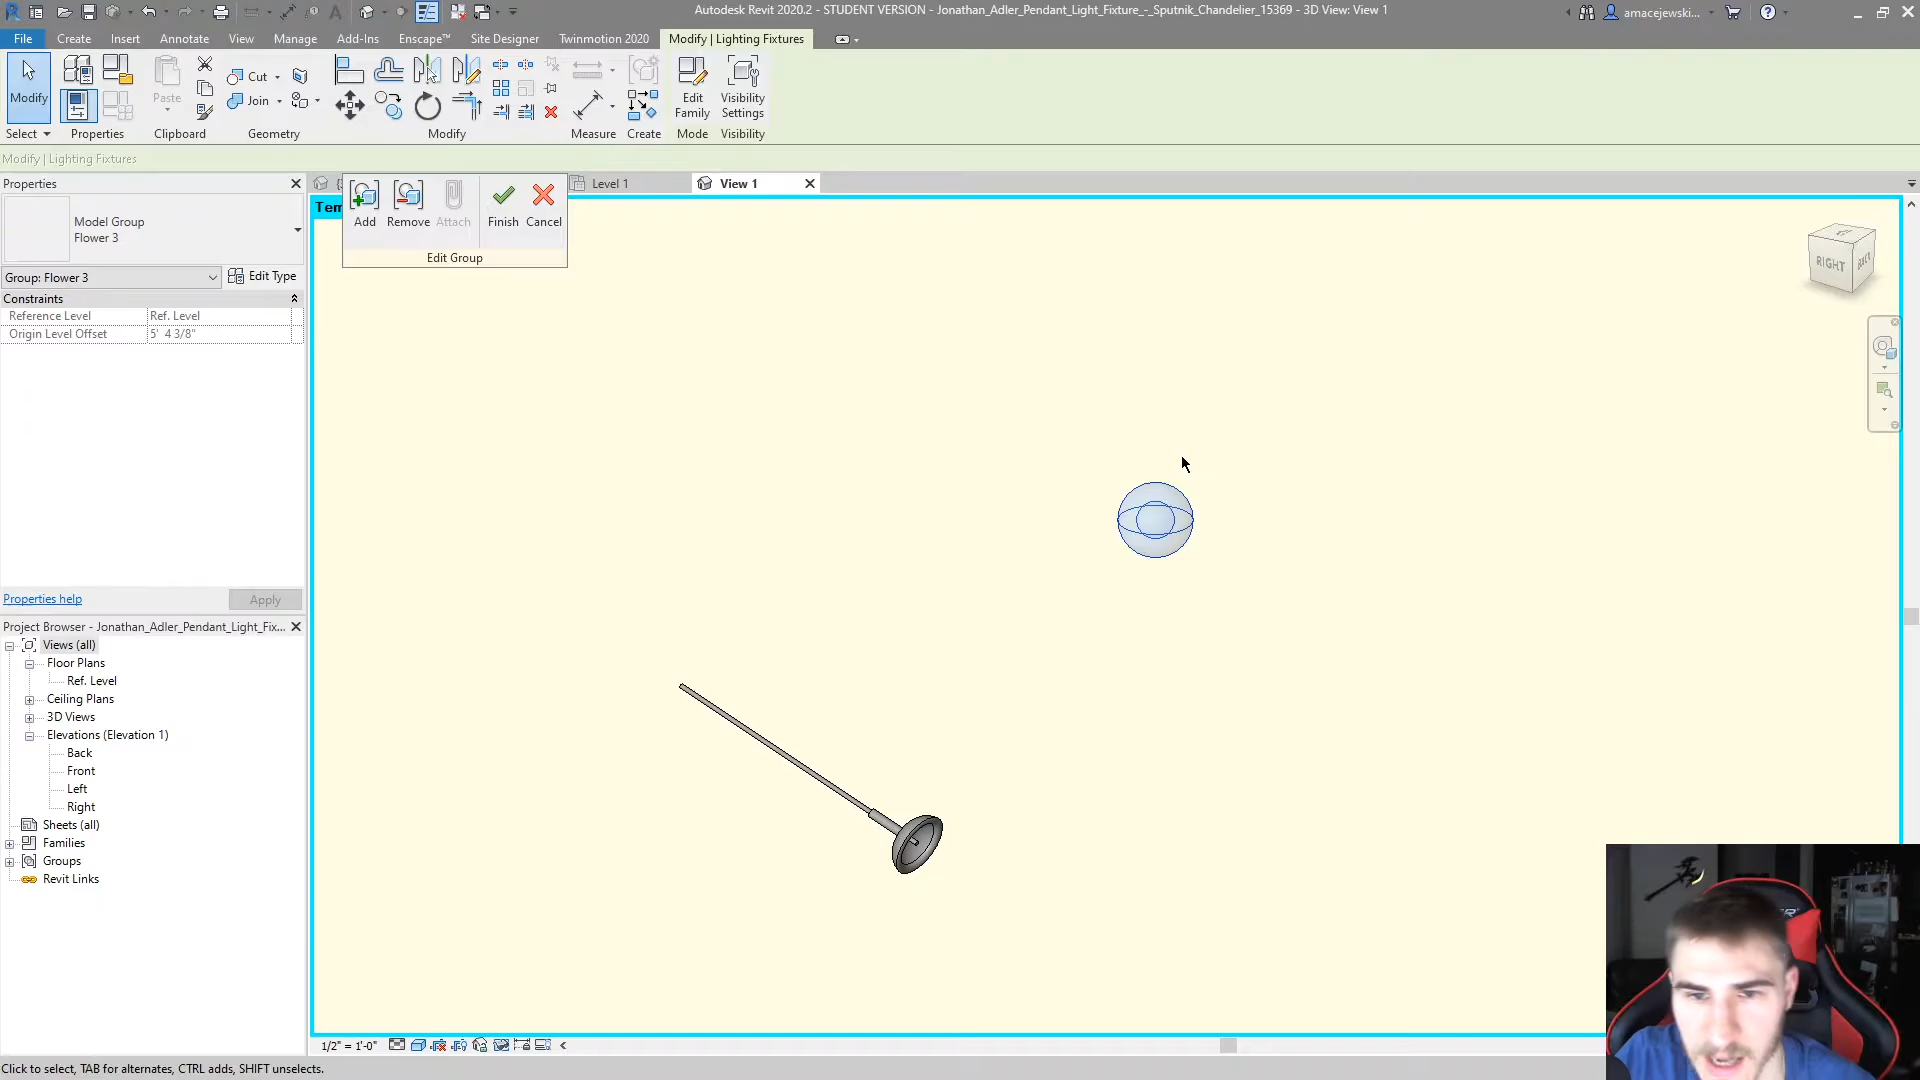 Autodesk Revit 2020.2 - STUDENT VERSION - Jonathan_Adler_Pendant_Light_Fixture_-_Sputnik_Chandelier_15369 - 3D View: View 1
amacejewski...
File Create Insert Annotate View Manage Add-Ins Enscape™ Site Designer Twinmotion 2020 Modify | Lighting Fixtures
Modify
Paste
Cut
Join
Edit Family
Visibility Settings
Select Properties Clipboard Geometry Modify Measure Create Mode Visibility
Modify | Lighting Fixtures
Properties
Level 1
View 1
Tem
Add Remove Attach Finish Cancel
Edit Group
Model Group
Flower 3
Group: Flower 3
Edit Type
Constraints
Reference Level Ref. Level
Origin Level Offset 5' 4 3/8"
RIGHT
BACK
Properties help
Apply
Project Browser - Jonathan_Adler_Pendant_Light_Fix...
Views (all)
Floor Plans
Ref. Level
Ceiling Plans
3D Views
Elevations (Elevation 1)
Back
Front
Left
Right
Sheets (all)
Families
Groups
Revit Links
1/2" = 1'-0"
Click to select, TAB for alternates, CTRL adds, SHIFT unselects.